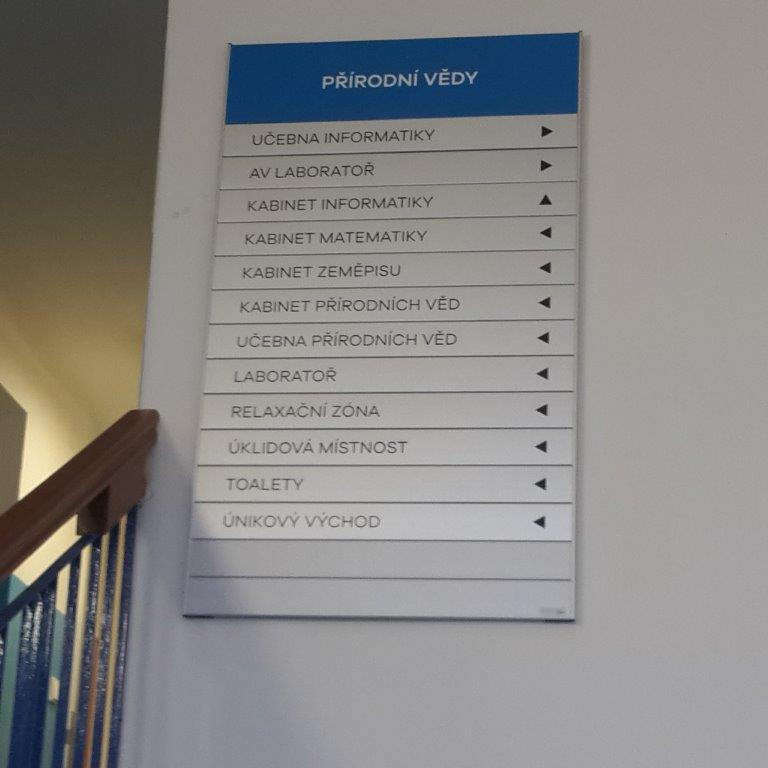 PŘÍRODNÍ VĚDY
UČEBNA INFORMATIKY
AV LABORATOŘ
KABINET INFORMATIKY
KABINET MATEMATIKY
KABINET ZEMĚPISU
KABINET PŘÍRODNÍCH VĚD
UČEBNA PŘÍRODNÍCH VĚD
LABORATOŘ
RELAXAČNÍ ZÓNA
ÚKLIDOVÁ MÍSTNOST
TOALETY
ÚNIKOVÝ VÝCHOD